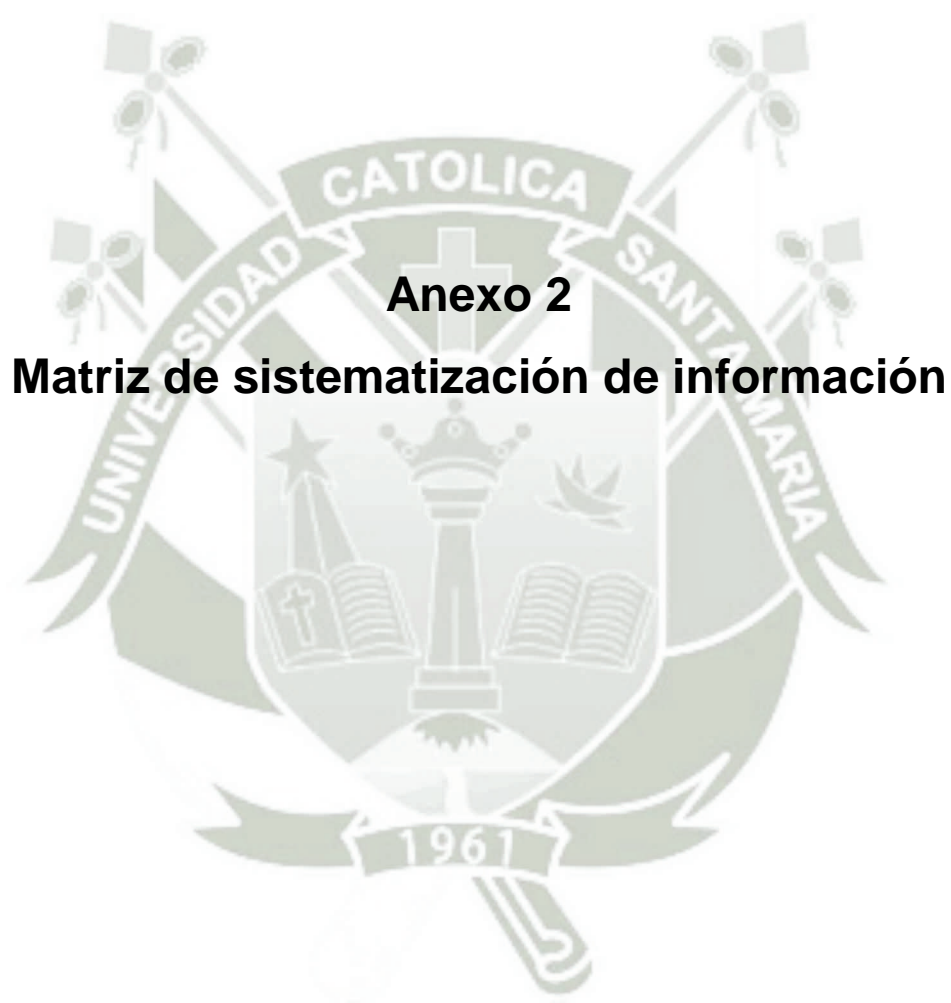 CATOLICA
UNIVERSIDAD
SANTA MARIA
Anexo 2
Matriz de sistematización de información
1961